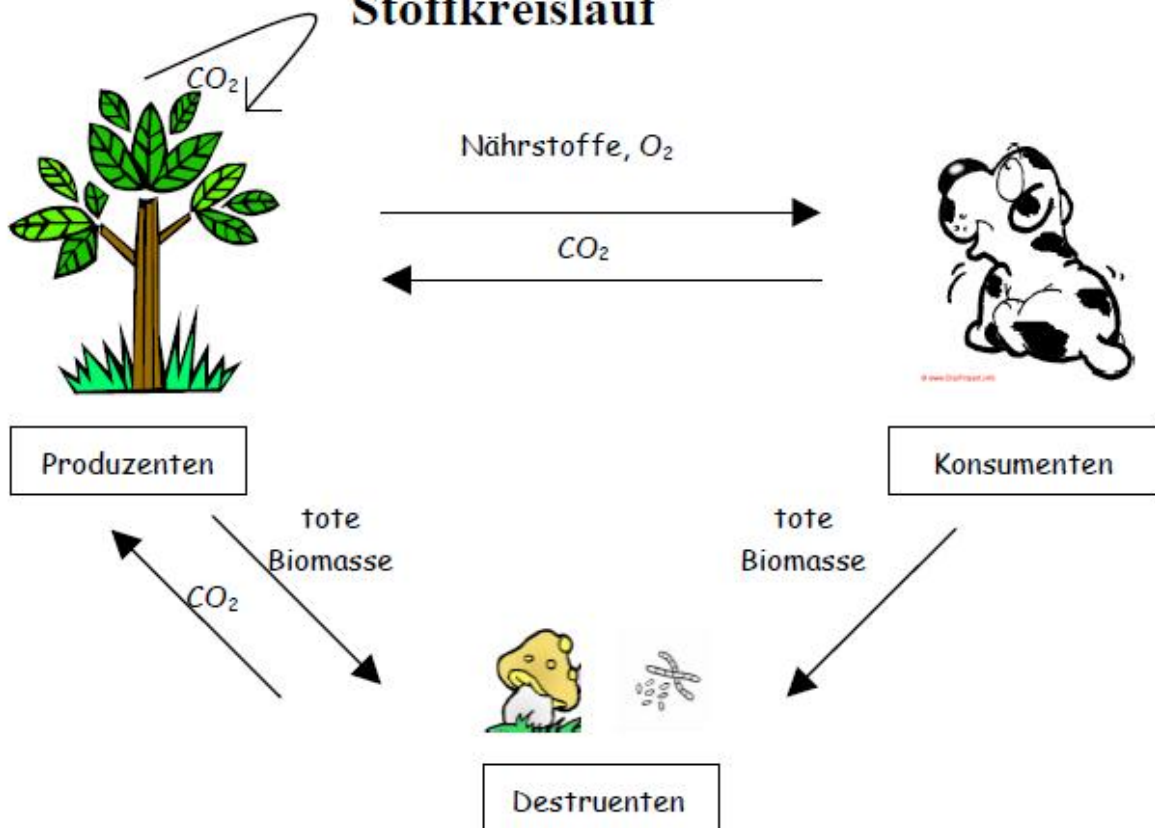 Stoffkreislauf
CO₂
Nährstoffe, O₂
CO₂
Produzenten
Konsumenten
tote
Biomasse
tote
Biomasse
CO₂
Destruenten